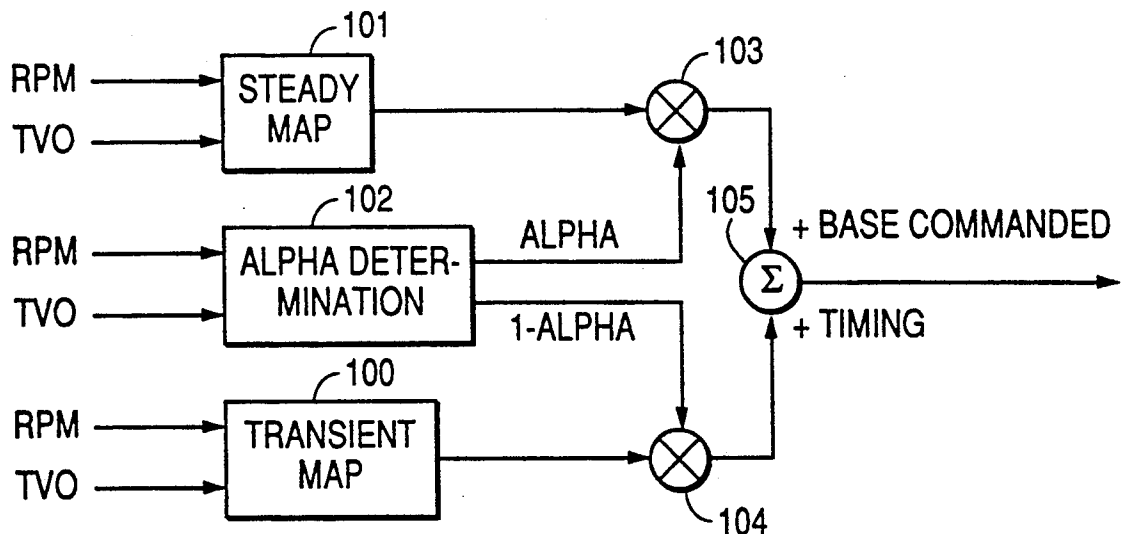 101
RPM
TVO
STEADY
MAP
103
102
RPM
TVO
ALPHA DETER-
MINATION
ALPHA
1-ALPHA
105
Σ
+ BASE COMMANDED
+ TIMING
100
RPM
TVO
TRANSIENT
MAP
104